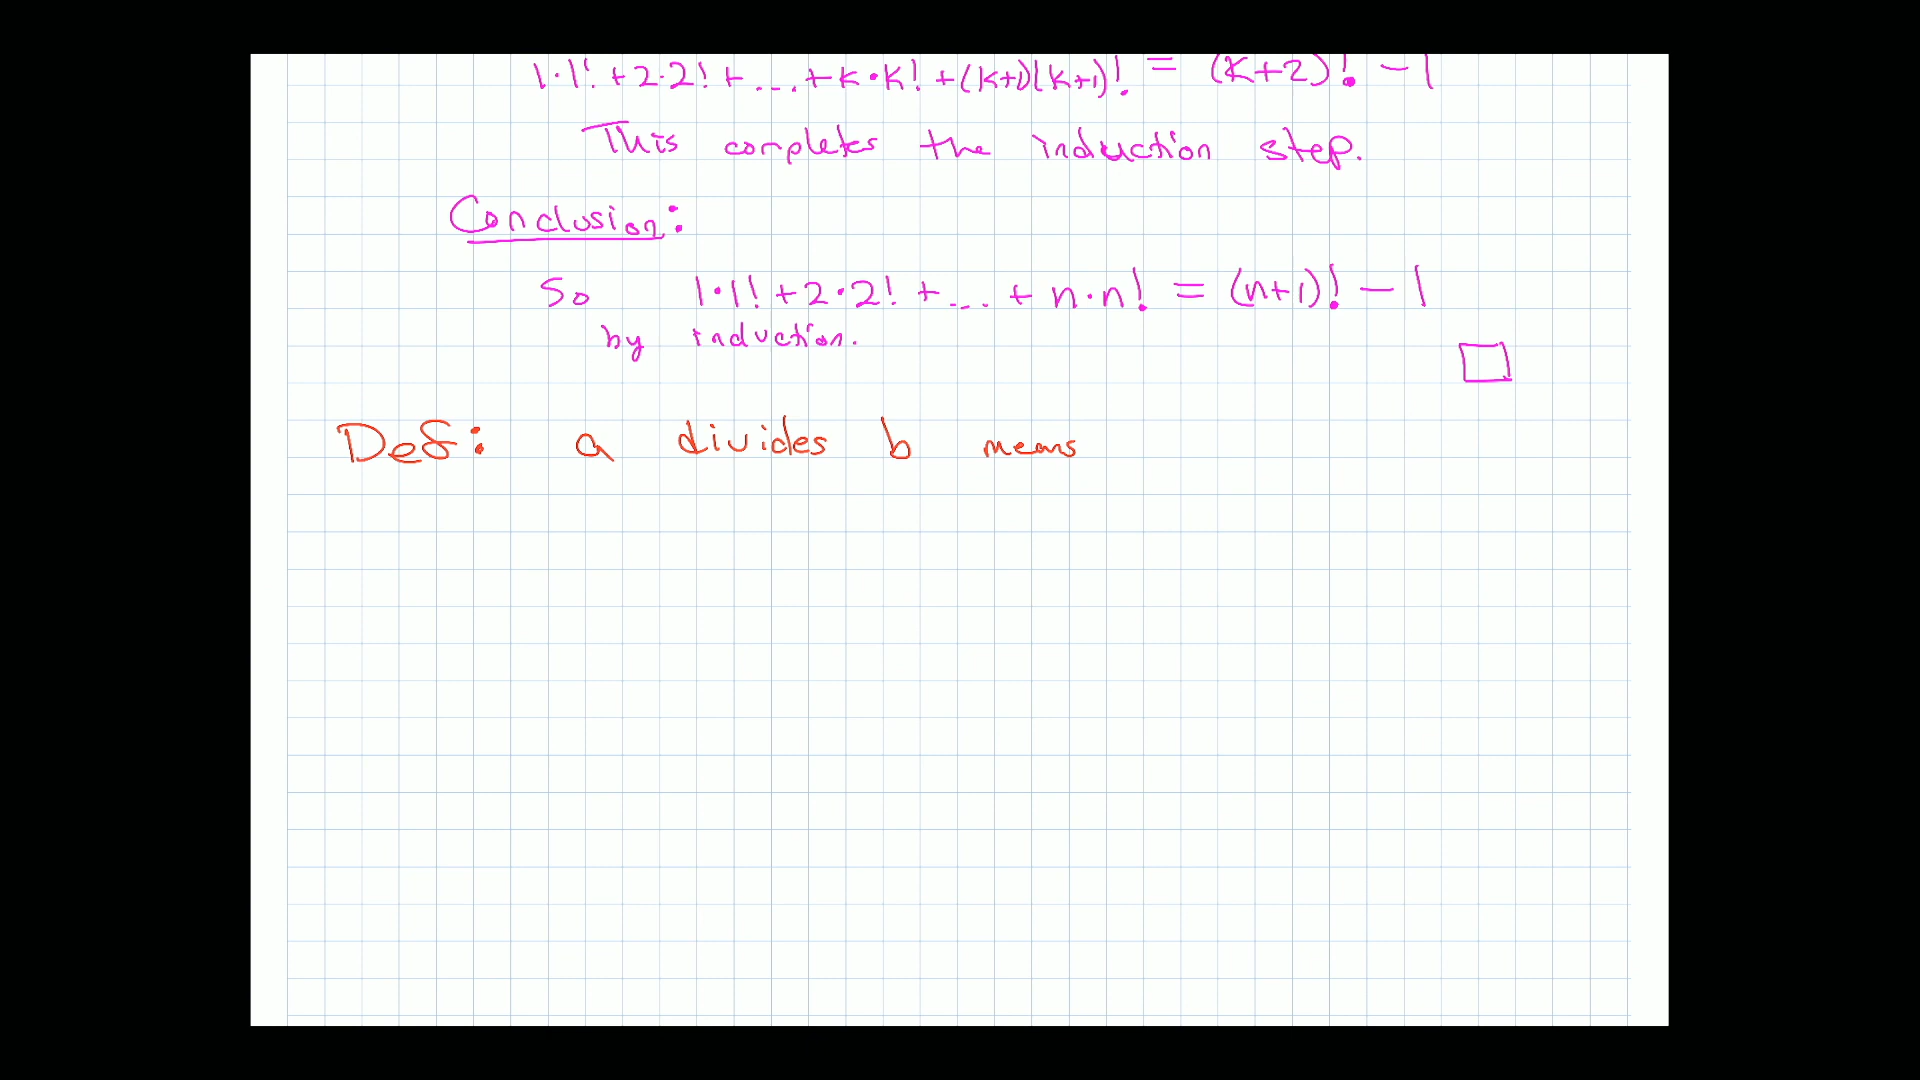 1·1! + 2·2! + ... + k·k! + (k+1)(k+1)! = (k+2)! - 1
This completes the induction step.
Conclusion:
So 1·1! + 2·2! + ... + n·n! = (n+1)! - 1
by induction.
Def: a divides b means